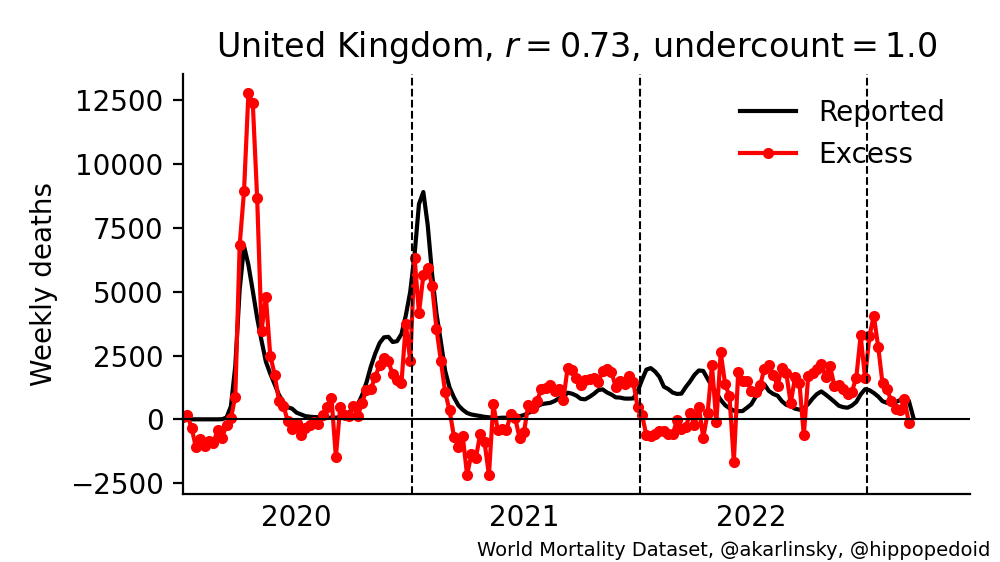 United Kingdom, r = 0.73, undercount = 1.0
Weekly deaths
12500
10000
7500
5000
2500
0
−2500
Reported
Excess
2020 2021 2022
World Mortality Dataset, @akarlinsky, @hippopedoid